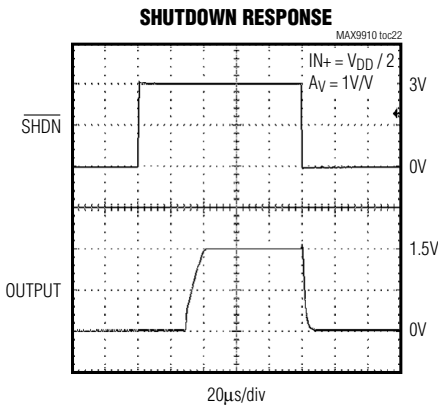 SHUTDOWN RESPONSE
MAX9910 toc22
IN+ = VDD / 2
AV = 1V/V
3V
SHDN
0V
1.5V
OUTPUT
0V
20µs/div